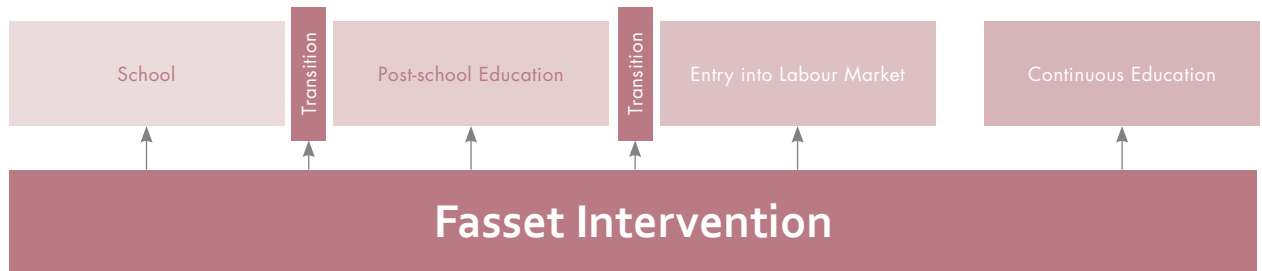 School
Transition
Post-school Education
Transition
Entry into Labour Market
Continuous Education
Fasset Intervention